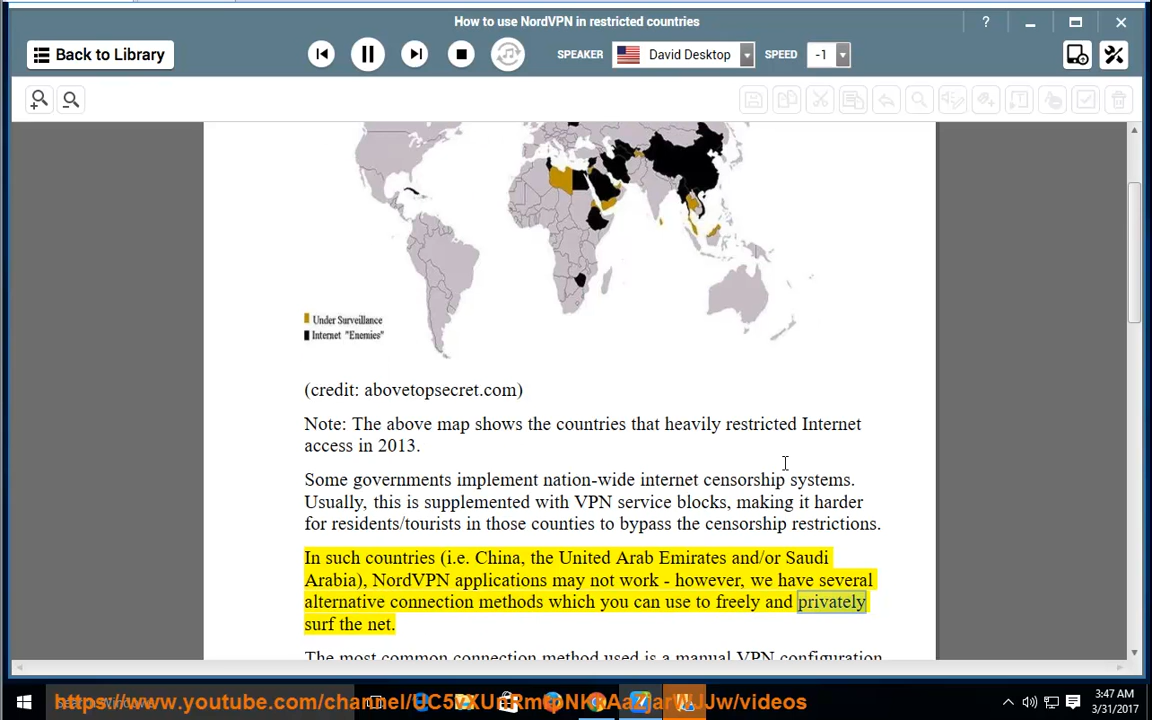 How to use NordVPN in restricted countries
?
Back to Library
SPEAKER
David Desktop
SPEED
-1
Under Surveillance
Internet "Enemies"
(credit: abovetopsecret.com)
Note: The above map shows the countries that heavily restricted Internet
access in 2013.
Some governments implement nation-wide internet censorship systems.
Usually, this is supplemented with VPN service blocks, making it harder
for residents/tourists in those counties to bypass the censorship restrictions.
In such countries (i.e. China, the United Arab Emirates and/or Saudi
Arabia), NordVPN applications may not work - however, we have several
alternative connection methods which you can use to freely and privately
surf the net.
The most common connection method used is a manual VPN configuration
3:47 AM
3/31/2017